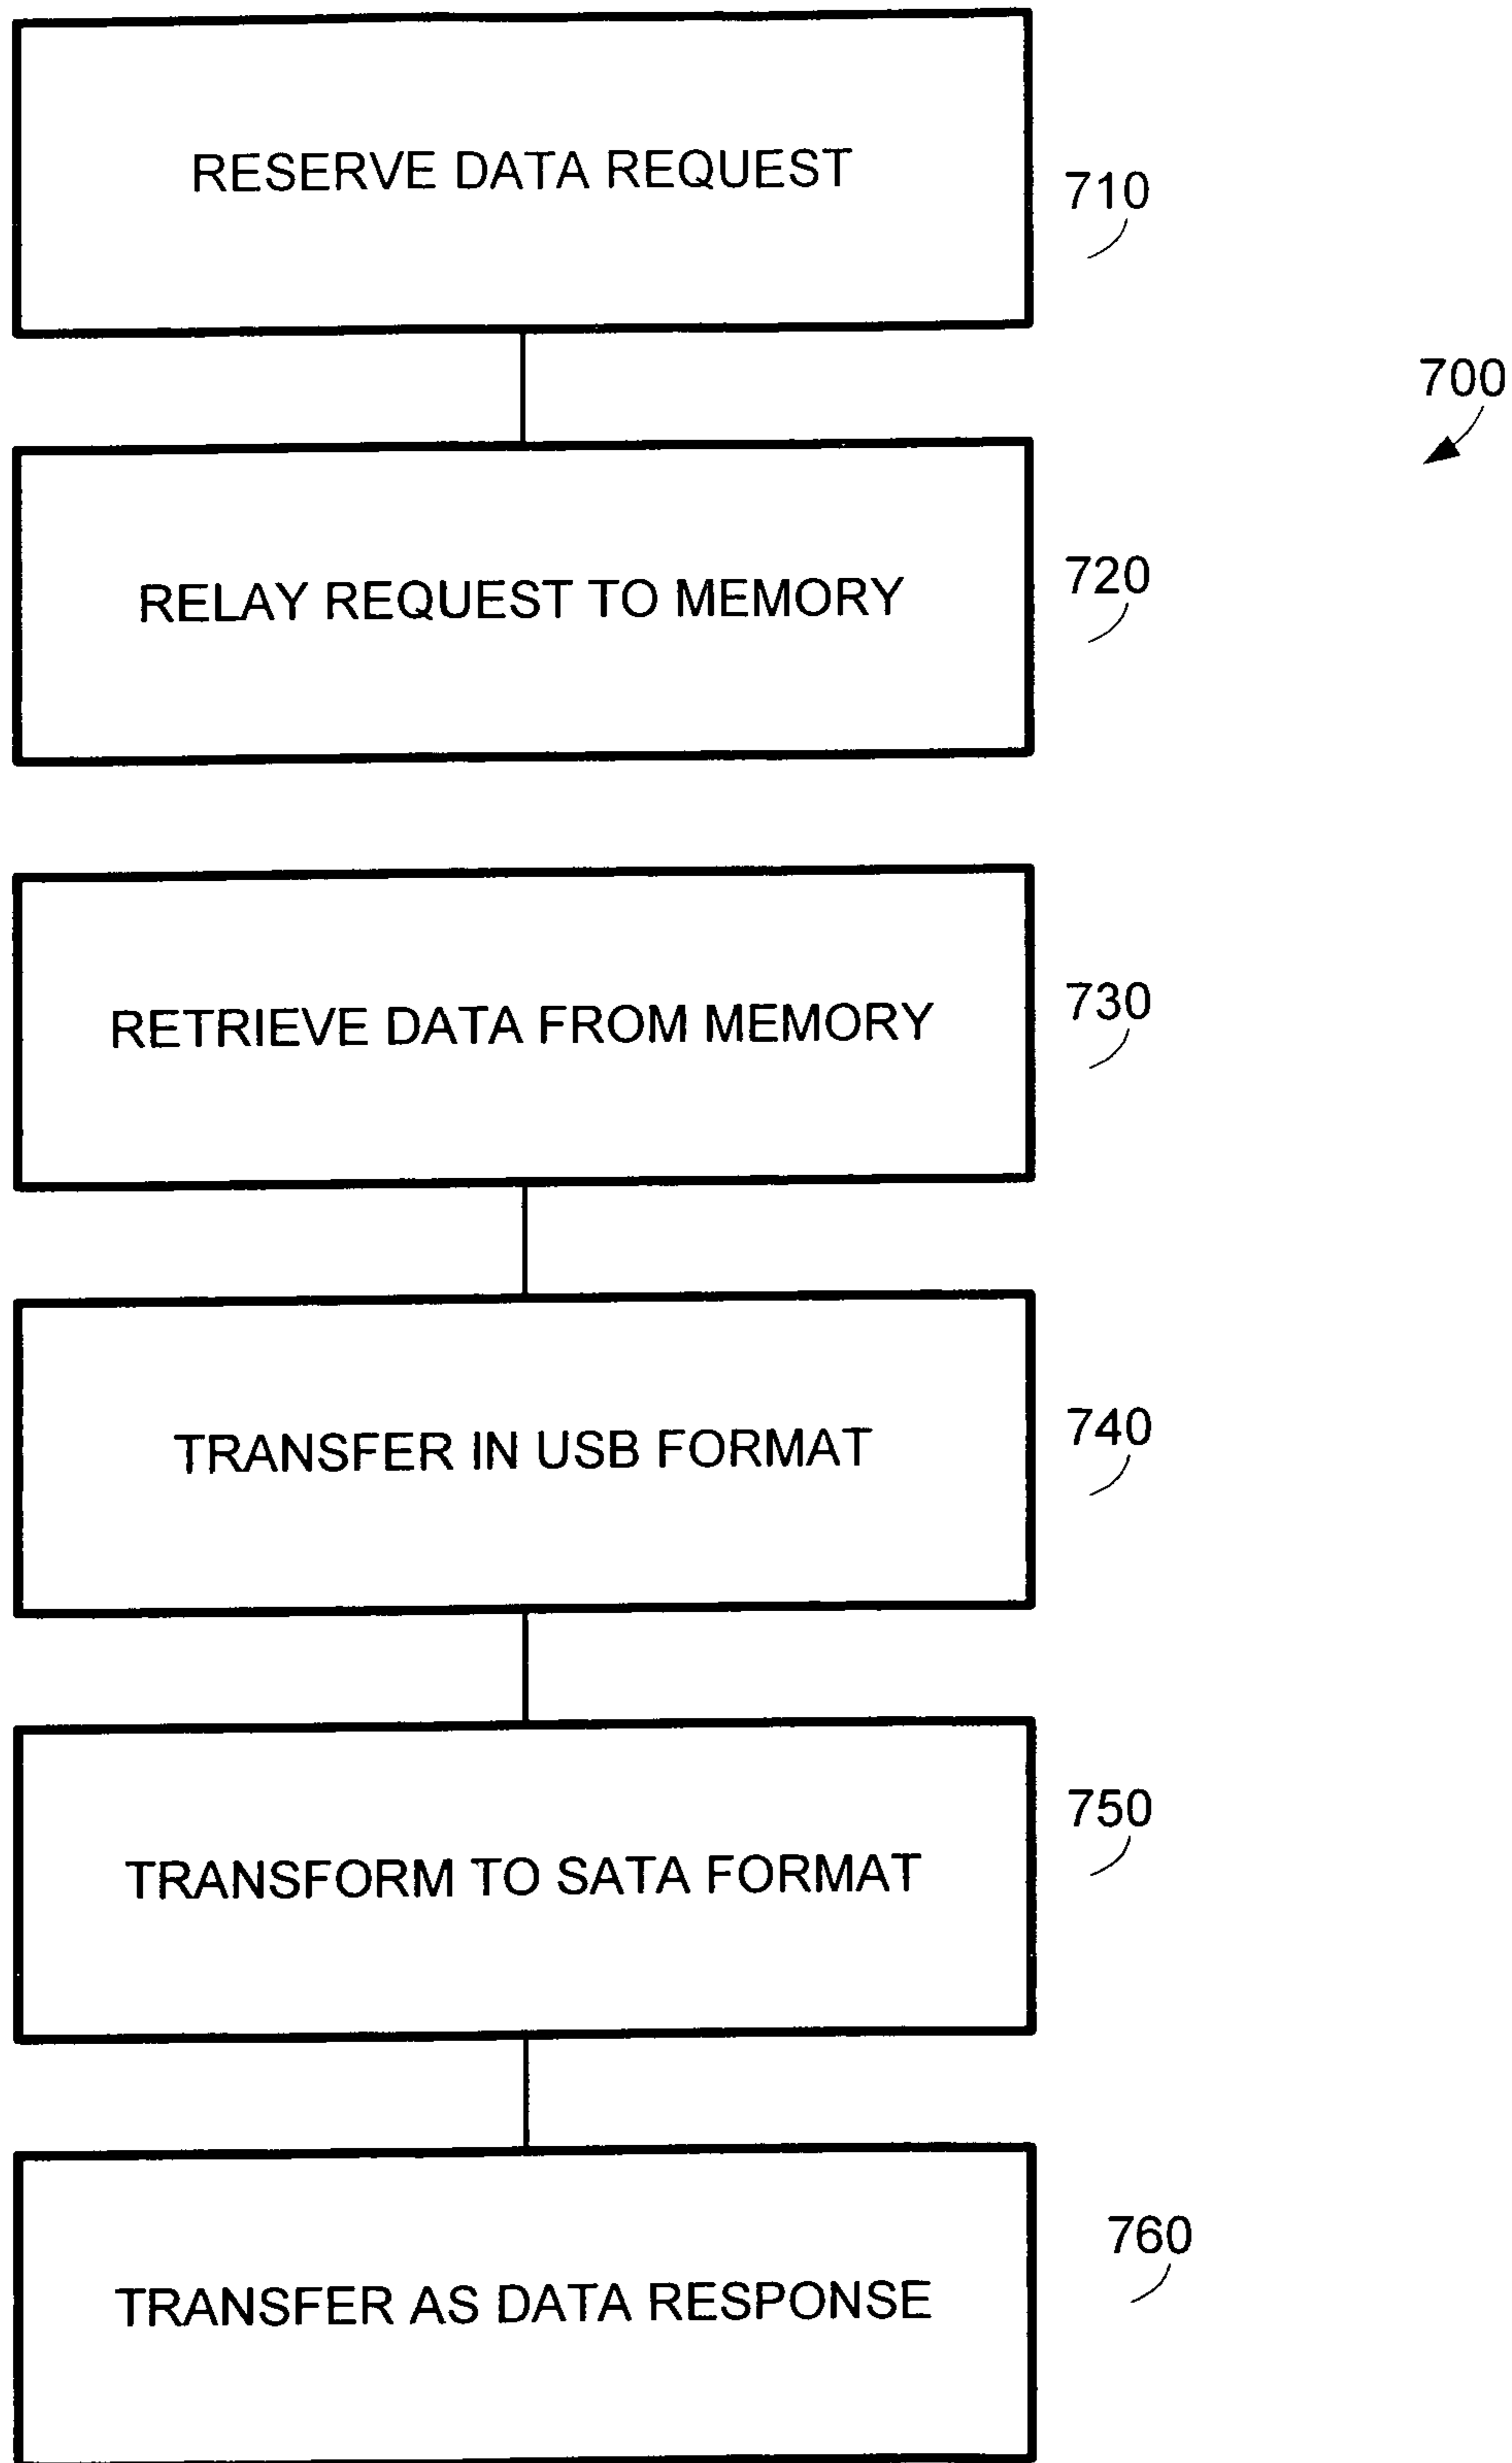 RESERVE DATA REQUEST
710
700
RELAY REQUEST TO MEMORY
720
RETRIEVE DATA FROM MEMORY
730
TRANSFER IN USB FORMAT
740
TRANSFORM TO SATA FORMAT
750
TRANSFER AS DATA RESPONSE
760